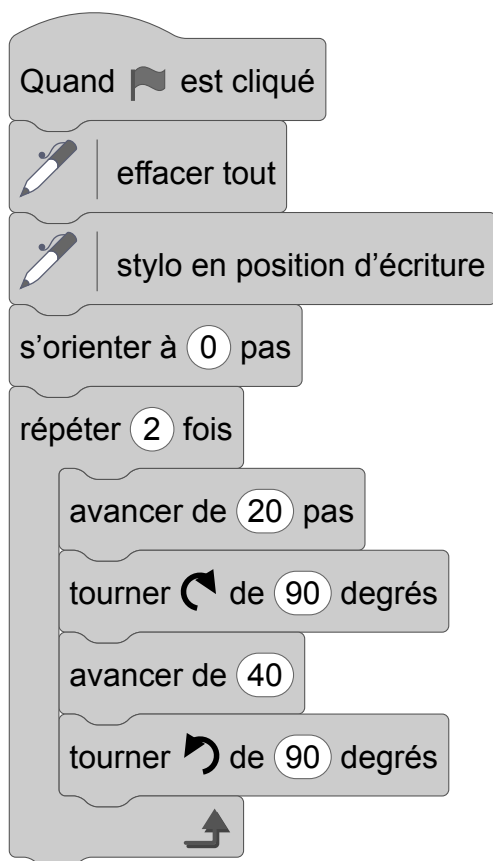 Quand est cliqué
effacer tout
stylo en position d’écriture
s’orienter à 0 pas
répéter 2 fois
avancer de 20 pas
tourner de 90 degrés
avancer de 40
tourner de 90 degrés